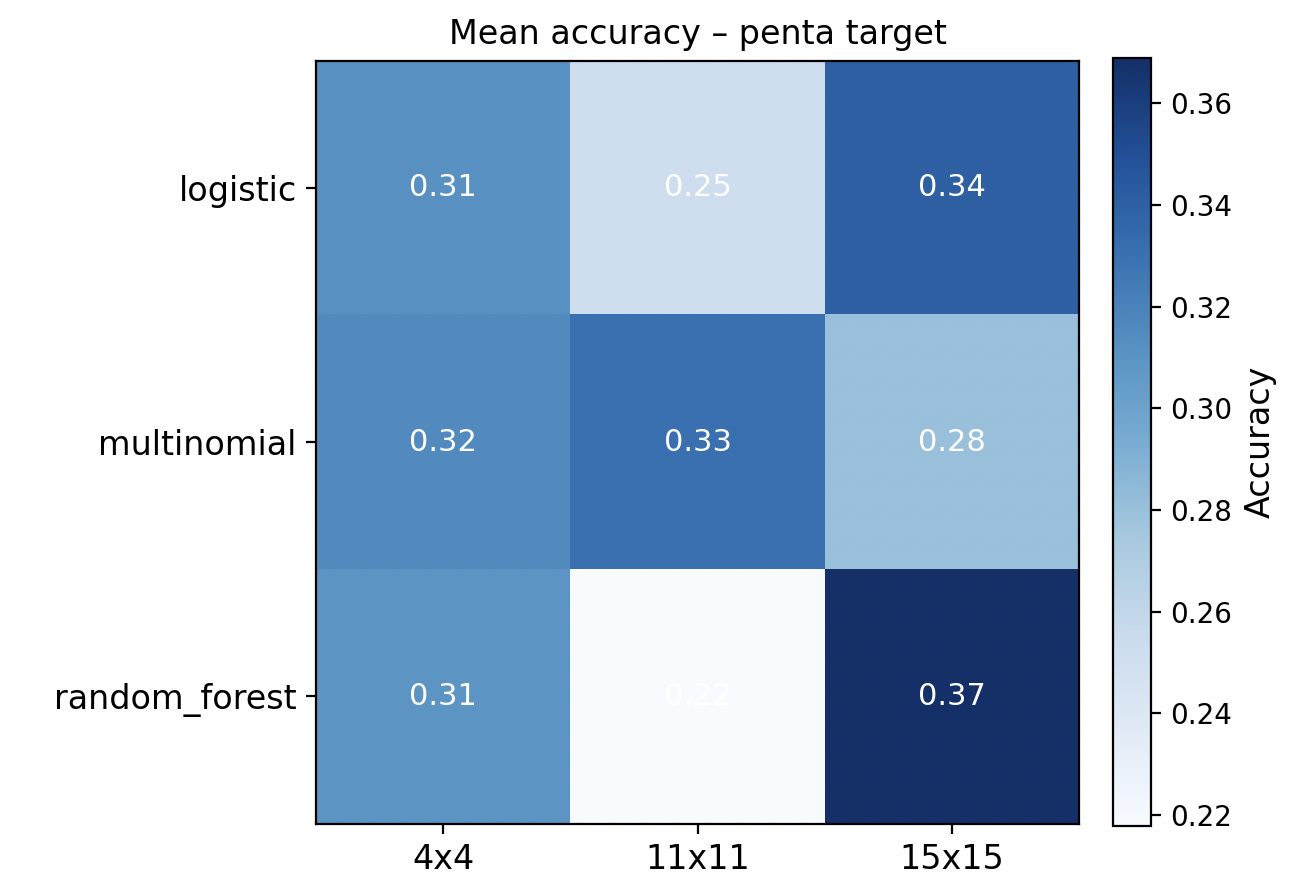 Mean accuracy – penta target
logistic
multinomial
random_forest
0.31
0.25
0.34
0.32
0.33
0.28
0.31
0.22
0.37
4x4
11x11
15x15
0.36
0.34
0.32
0.30
0.28
0.26
0.24
0.22
Accuracy